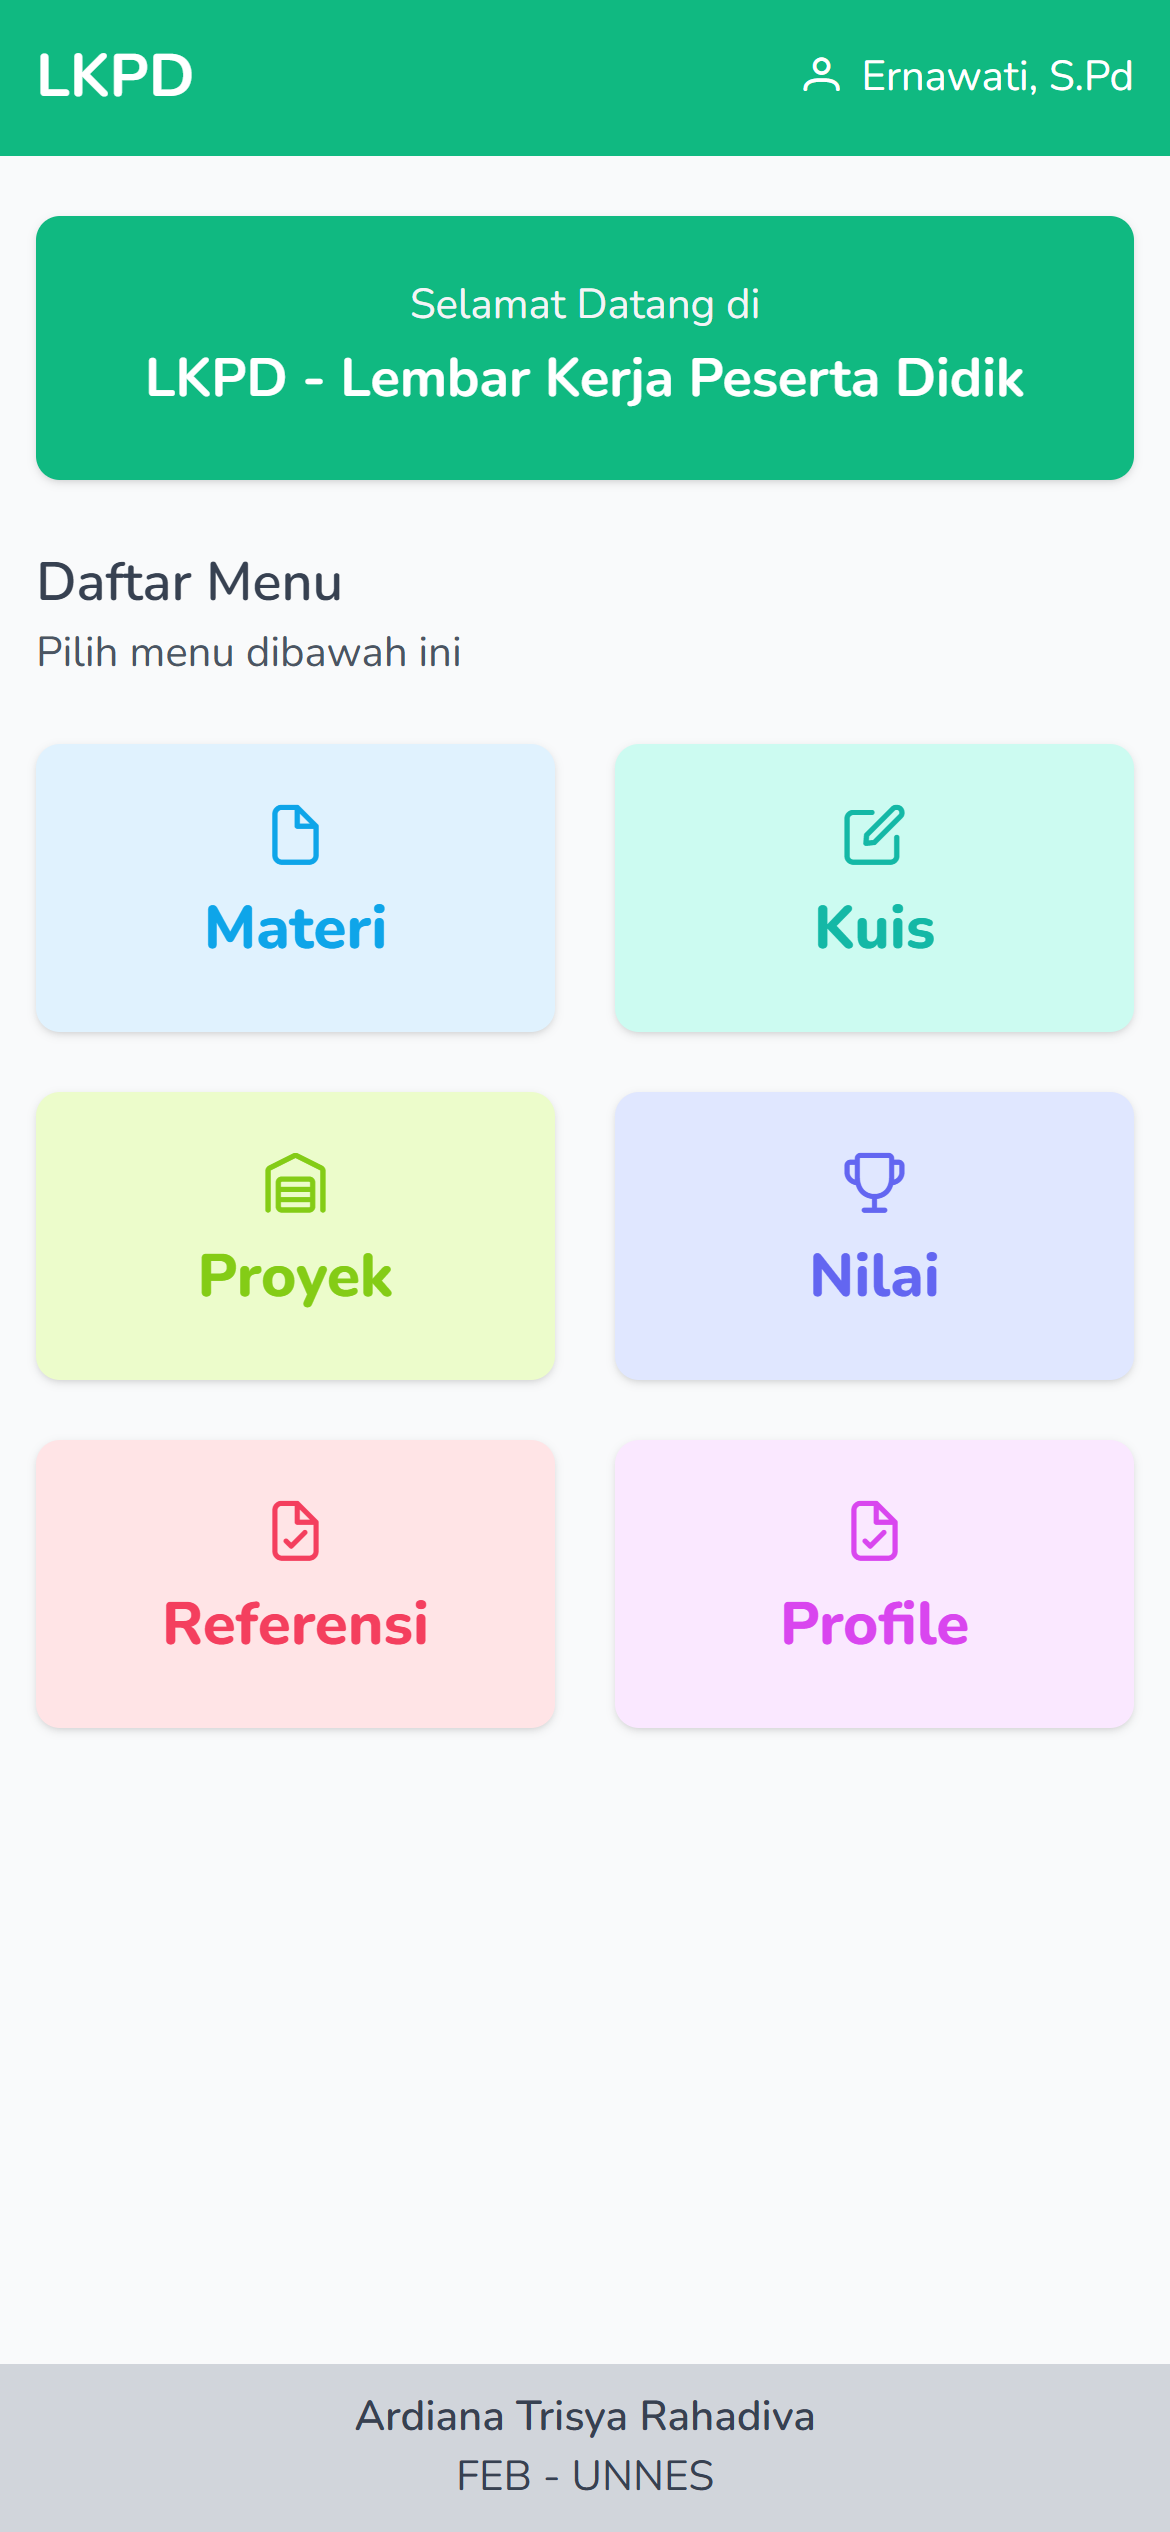 LKPD
Ernawati, S.Pd
Selamat Datang di
LKPD - Lembar Kerja Peserta Didik
Daftar Menu
Pilih menu dibawah ini
Materi
Kuis
Proyek
Nilai
Referensi
Profile
Ardiana Trisya Rahadiva
FEB - UNNES